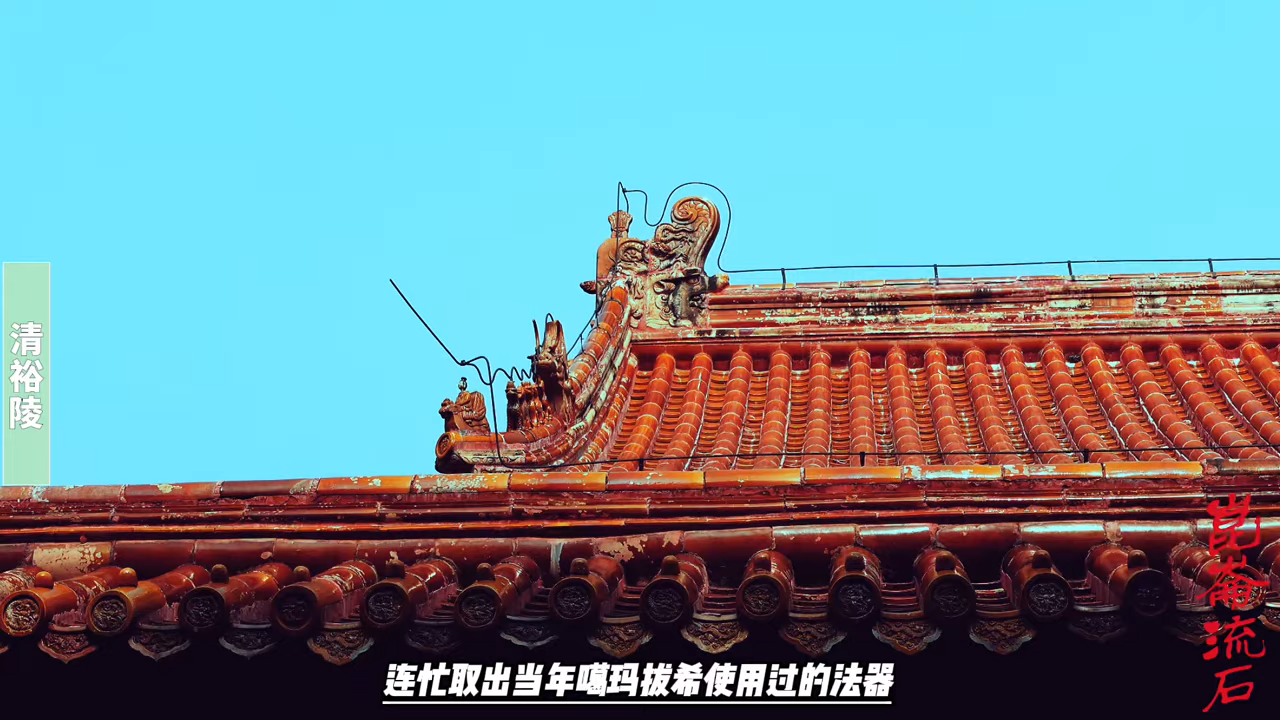 清裕陵
崑崙流石
连忙取出当年噶玛拔希使用过的法器